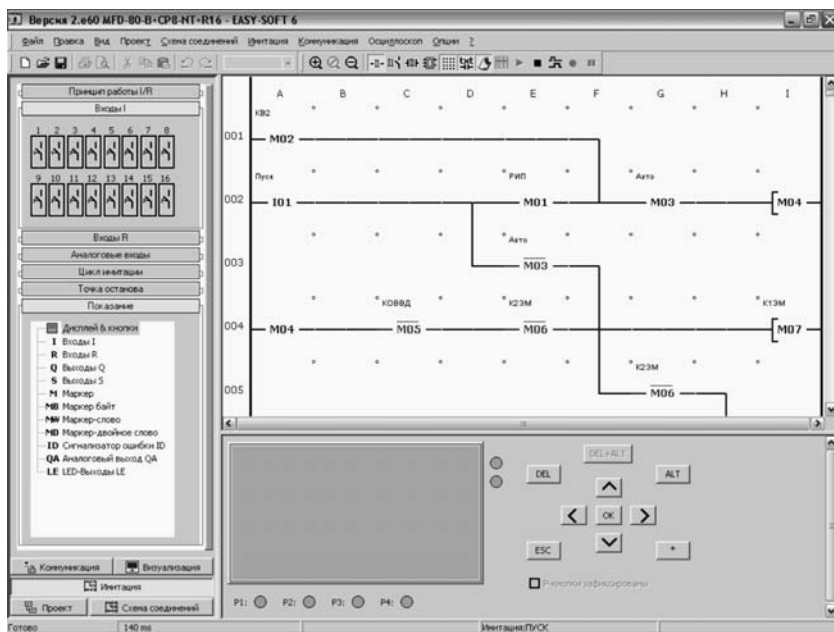 Версия 2.e60 MFD-80-B+CP8-NT+R16 - EASY-SOFT 6
Файл Правка Вид Проект Схема соединений Имитация Коммуникация Осциллоскоп Опции ?
Принцип работы I/R
Входы I
1 2 3 4 5 6 7 8
9 10 11 12 13 14 15 16
Входы R
Аналоговые входы
Цикл имитации
Точка останова
Показание
Дисплей & кнопки
I Входы I
R Входы R
Q Выходы Q
S Выходы S
M Маркер
MB Маркер байт
MW Маркер-слово
MD Маркер-двойное слово
ID Сигнализатор ошибки ID
QA Аналоговый выход QA
LE LED-Выходы LE
Коммуникация Визуализация
Имитация
Проект Схема соединений
A B C D E F G H I
КВ2
001 M02
Пуск РИП Авто
002 I01 M01 M03 [M04
Авто
003 M03
КОВВД К2ЭМ К1ЭМ
004 M04 M05 M06 [M07
К2ЭМ
005 M06
DEL+ALT
DEL ALT
OK
ESC *
P-кнопки зафиксированы
P1: P2: P3: P4:
Готово 140 ms Имитация:ПУСК